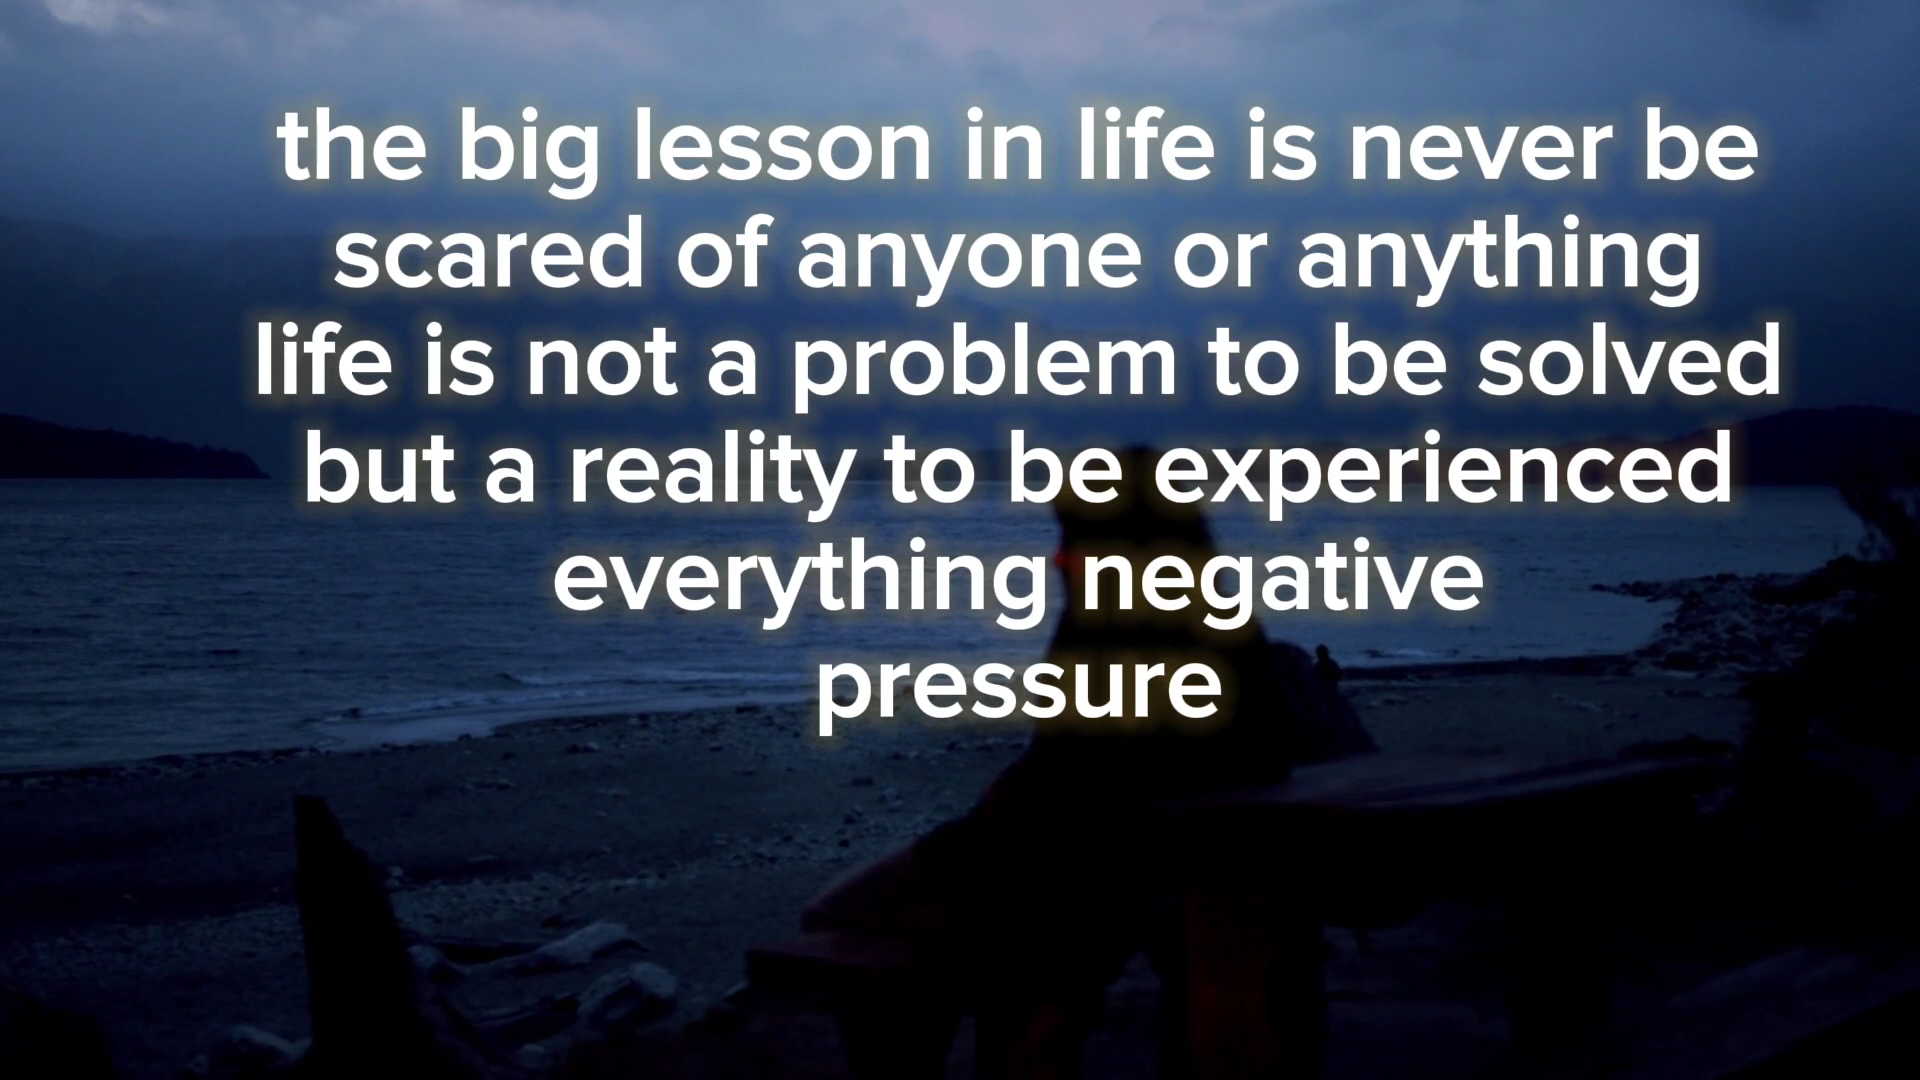 the big lesson in life is never be
scared of anyone or anything
life is not a problem to be solved
but a reality to be experienced
everything negative
pressure